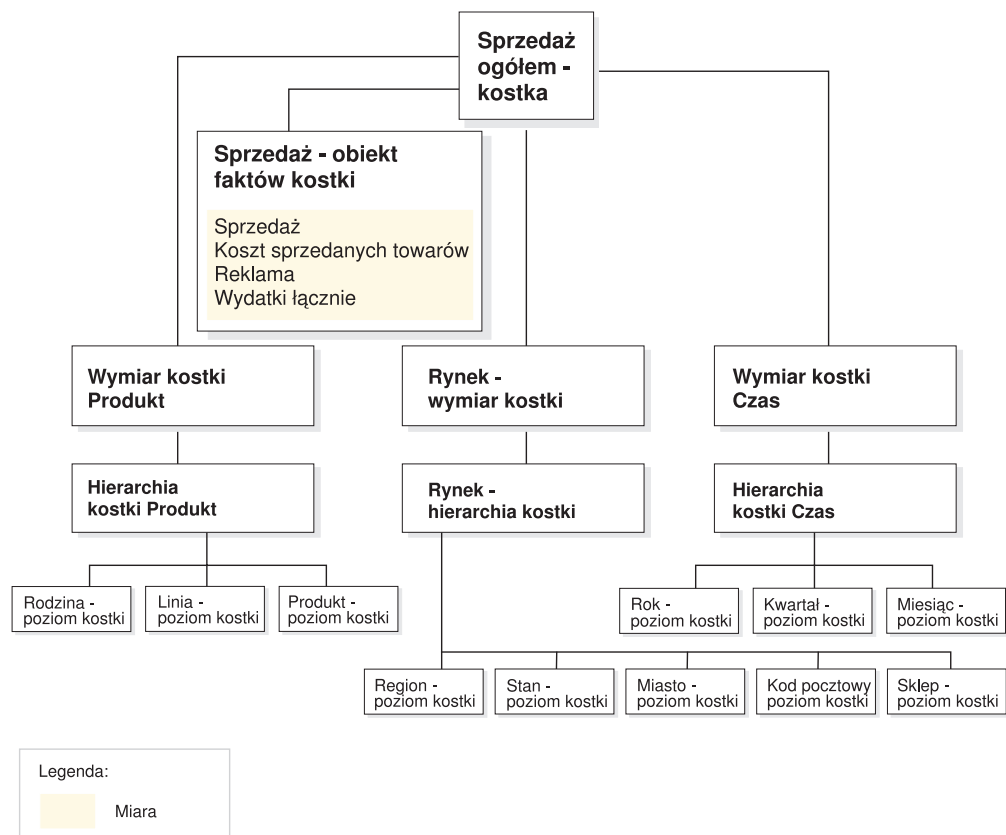 Sprzedaż
ogółem -
kostka
Sprzedaż - obiekt
faktów kostki
Sprzedaż
Koszt sprzedanych towarów
Reklama
Wydatki łącznie
Wymiar kostki
Produkt
Rynek -
wymiar kostki
Wymiar kostki
Czas
Hierarchia
kostki Produkt
Rynek -
hierarchia kostki
Hierarchia
kostki Czas
Rodzina -
poziom kostki
Linia -
poziom kostki
Produkt -
poziom kostki
Rok -
poziom kostki
Kwartał -
poziom kostki
Miesiąc -
poziom kostki
Region -
poziom kostki
Stan -
poziom kostki
Miasto -
poziom kostki
Kod pocztowy
poziom kostki
Sklep -
poziom kostki
Legenda:
Miara